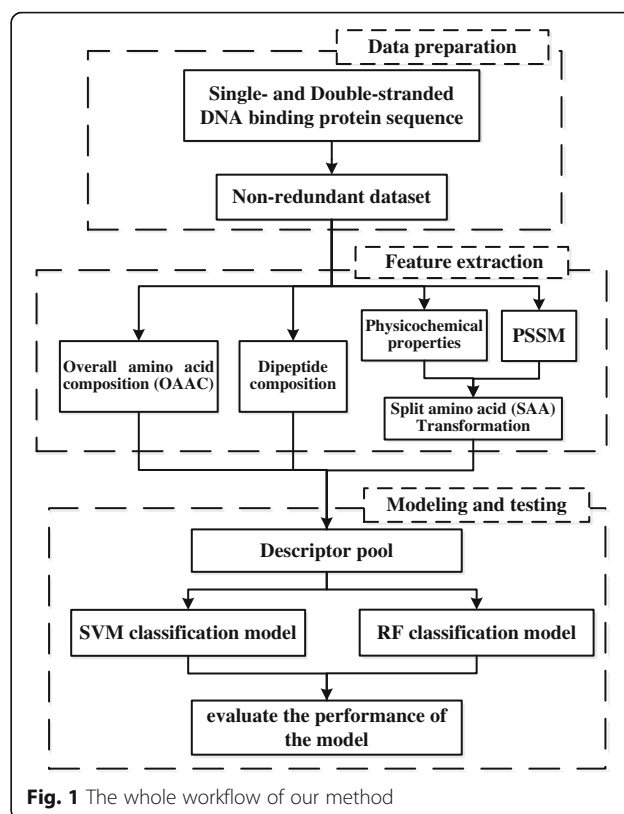 Data preparation
Single- and Double-stranded
DNA binding protein sequence
Non-redundant dataset
Feature extraction
Overall amino acid
composition (OAAC)
Dipeptide
composition
Physicochemical
properties
PSSM
Split amino acid (SAA)
Transformation
Modeling and testing
Descriptor pool
SVM classification model
RF classification model
evaluate the performance of
the model
Fig. 1 The whole workflow of our method